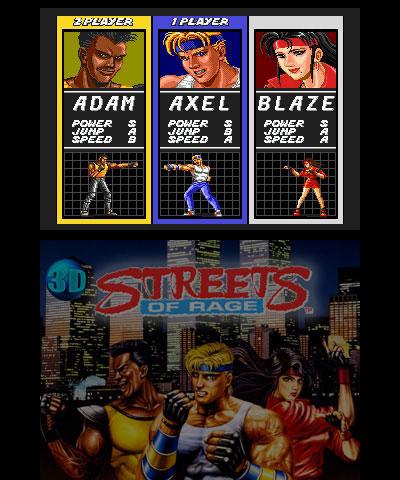 2 PLAYER
1 PLAYER
ADAM
POWER S
JUMP A
SPEED B
AXEL
POWER S
JUMP B
SPEED A
BLAZE
POWER S
JUMP A
SPEED A
3D
STREETS
OF RAGE
TM